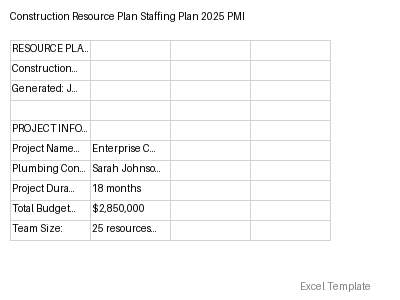 Construction Resource Plan Staffing Plan 2025 PMI
RESOURCE PLA...
Construction...
Generated: J...
PROJECT INFO...
Project Name... Enterprise C...
Plumbing Con... Sarah Johnso...
Project Dura... 18 months
Total Budget... $2,850,000
Team Size: 25 resources...
Excel Template